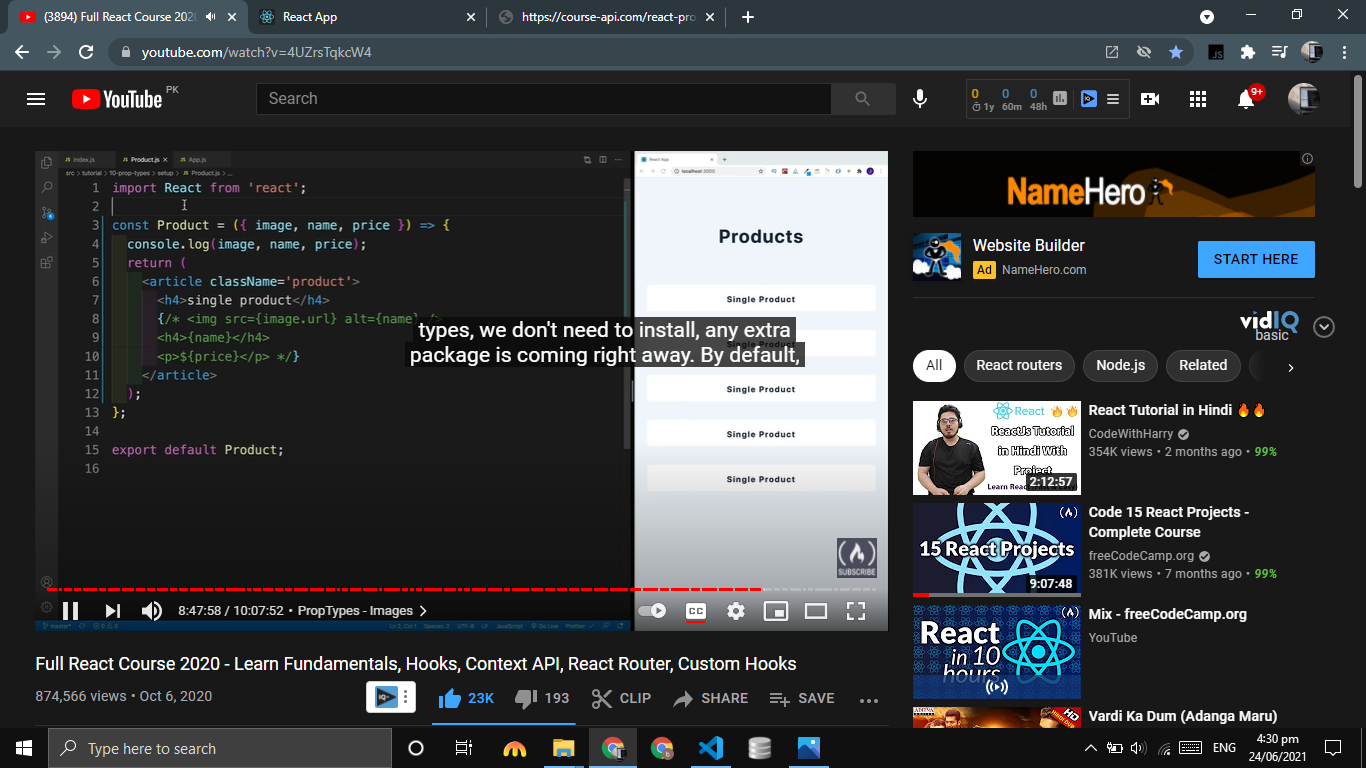 (3894) Full React Course 202
React App
https://course-api.com/react-pro
youtube.com/watch?v=4UZrsTqkcW4
YouTube PK
Search
0 0 0
1y 60m 48h
9+
index.js Product.js App.js
src > tutorial > 10-prop-types > setup > Product.js > ...
1 import React from 'react';
2
3 const Product = ({ image, name, price }) => {
4 console.log(image, name, price);
5 return (
6 <article className='product'>
7 <h4>single product</h4>
8 {/* <img src={image.url} alt={name} />
9 <h4>{name}</h4>
10 <p>${price}</p> */}
11 </article>
12 );
13 };
14
15 export default Product;
16
React App
localhost:3000
Products
Single Product
Single Product
Single Product
Single Product
types, we don't need to install, any extra
package is coming right away. By default,
SUBSCRIBE
8:47:58 / 10:07:52 • PropTypes - Images
CC
Full React Course 2020 - Learn Fundamentals, Hooks, Context API, React Router, Custom Hooks
874,566 views • Oct 6, 2020
23K
193
CLIP
SHARE
SAVE
NameHero
Website Builder
Ad NameHero.com
START HERE
vidIQ
basic
All
React routers
Node.js
Related
React
ReactJs Tutorial
in Hindi With
Project
2:12:57
React Tutorial in Hindi 🔥🔥
CodeWithHarry
354K views • 2 months ago • 99%
15 React Projects
9:07:48
Code 15 React Projects -
Complete Course
freeCodeCamp.org
381K views • 7 months ago • 99%
React
in 10
hours
Mix - freeCodeCamp.org
YouTube
HD
Vardi Ka Dum (Adanga Maru)
Type here to search
ENG
4:30 pm
24/06/2021